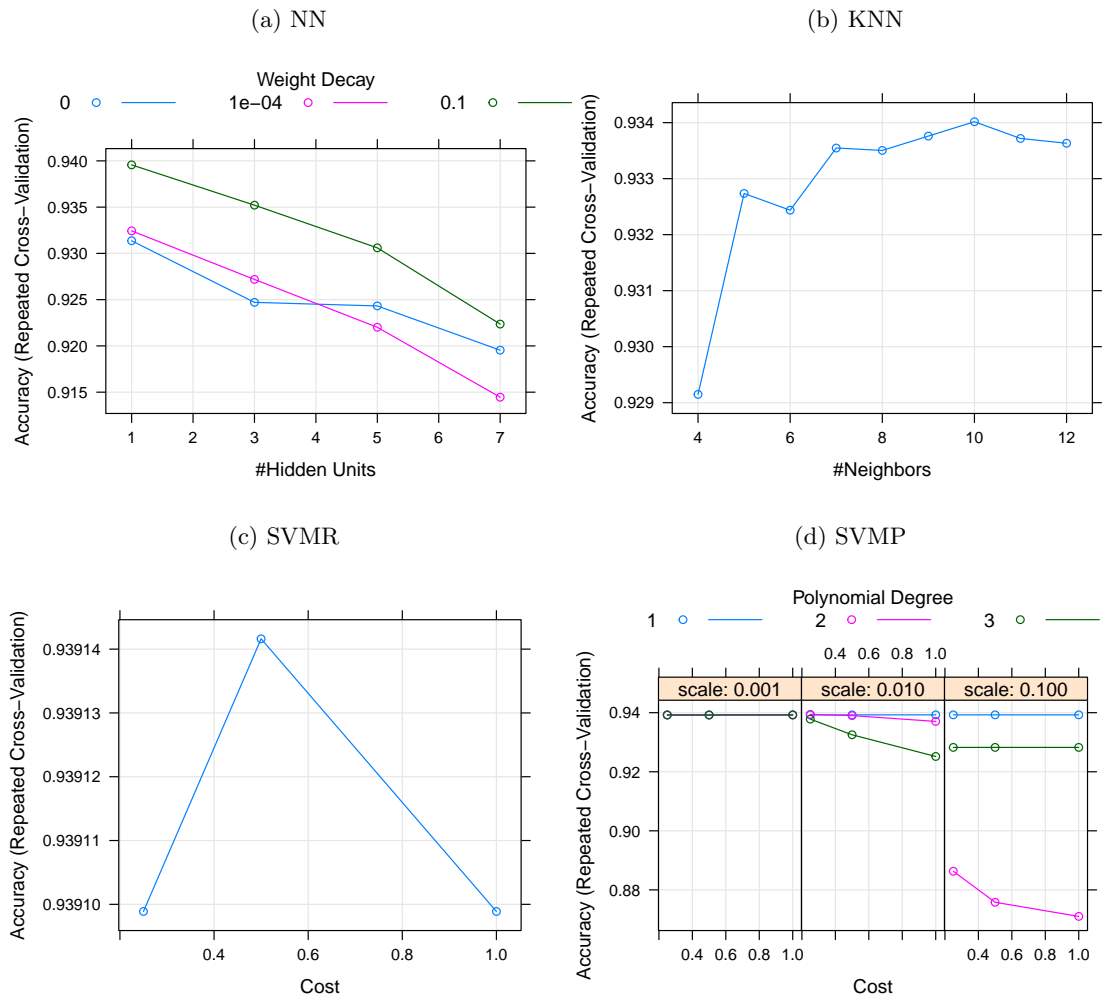 (a) NN
Weight Decay
0 1e−04 0.1
Accuracy (Repeated Cross−Validation)
0.940
0.935
0.930
0.925
0.920
0.915
1 2 3 4 5 6 7
#Hidden Units
(b) KNN
Accuracy (Repeated Cross−Validation)
0.934
0.933
0.932
0.931
0.930
0.929
4 6 8 10 12
#Neighbors
(c) SVMR
Accuracy (Repeated Cross−Validation)
0.93914
0.93913
0.93912
0.93911
0.93910
0.4 0.6 0.8 1.0
Cost
(d) SVMP
Polynomial Degree
1 2 3
0.4 0.6 0.8 1.0
scale: 0.001 scale: 0.010 scale: 0.100
Accuracy (Repeated Cross−Validation)
0.94
0.92
0.90
0.88
0.4 0.6 0.8 1.0 0.4 0.6 0.8 1.0
Cost